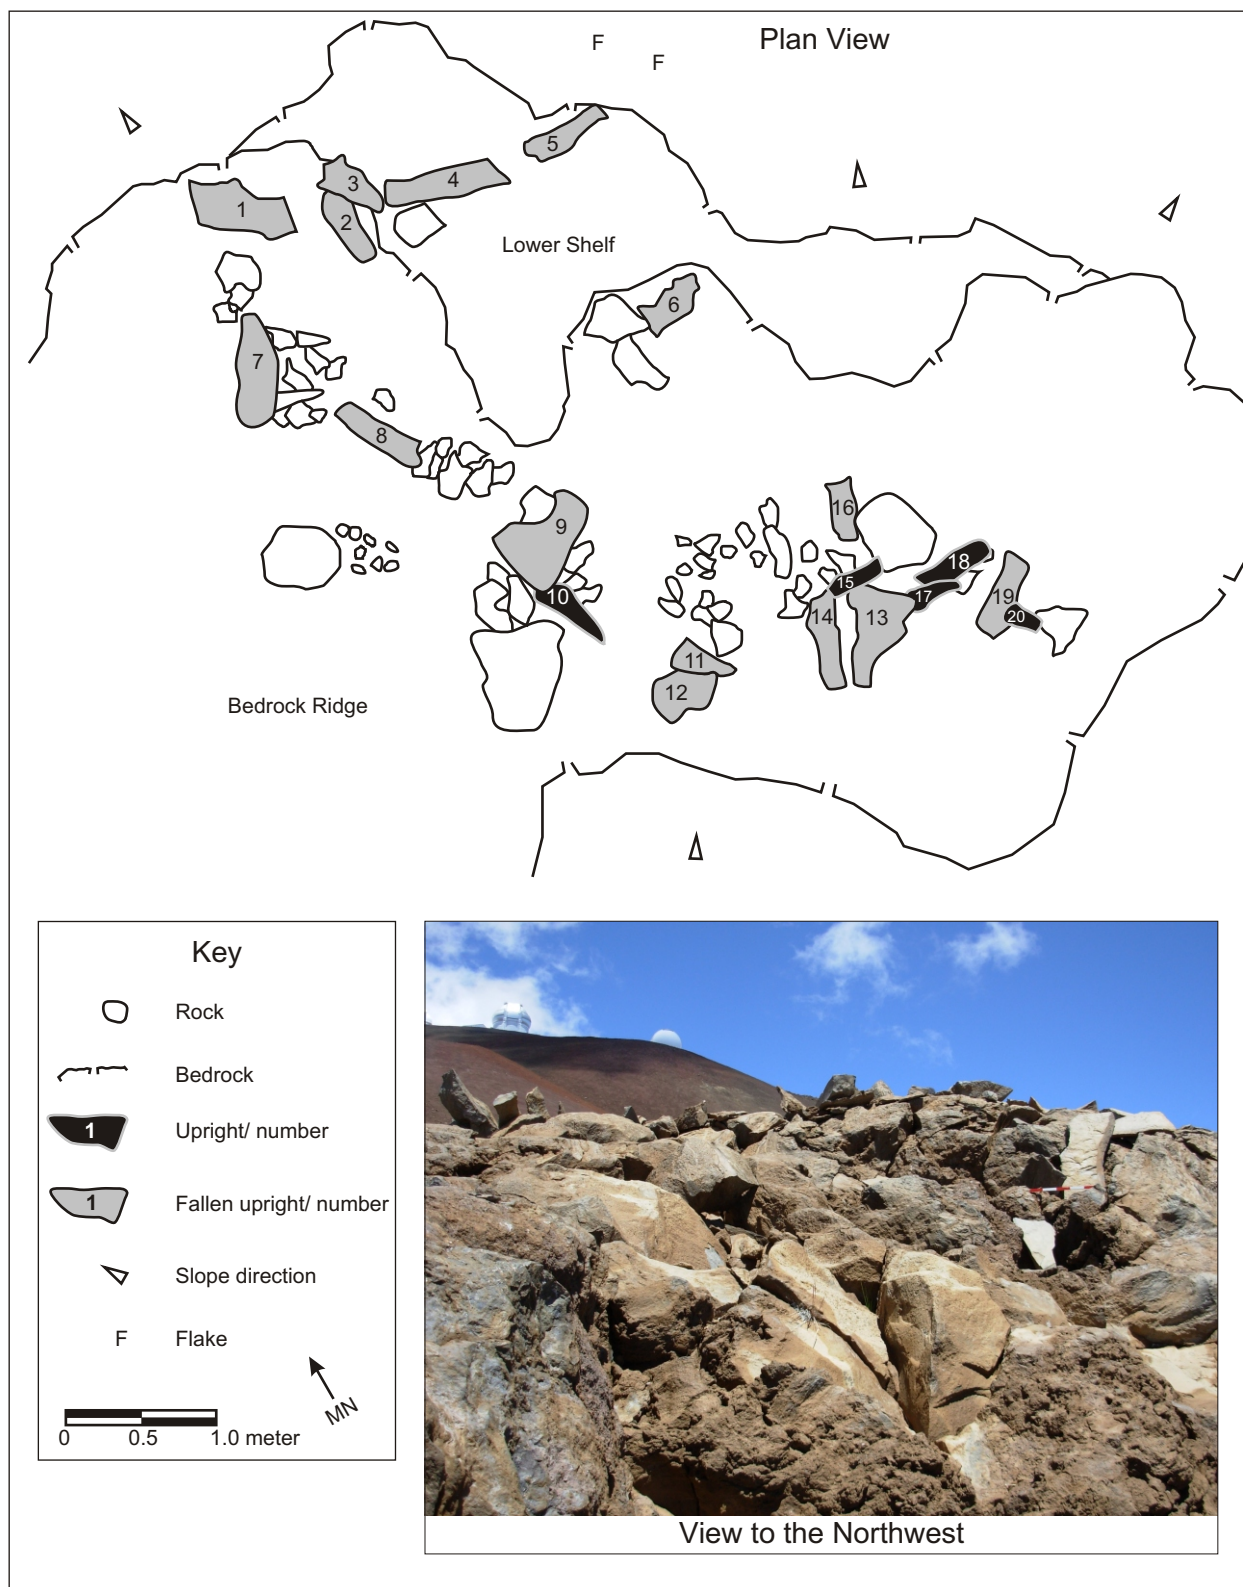 Plan View
F
F
5
3
4
1
2
Lower Shelf
6
7
8
9
16
10
15
18
17
14
13
19
20
11
12
Bedrock Ridge
Key
Rock
Bedrock
1 Upright/ number
1 Fallen upright/ number
Slope direction
F Flake
MN
0 0.5 1.0 meter
View to the Northwest